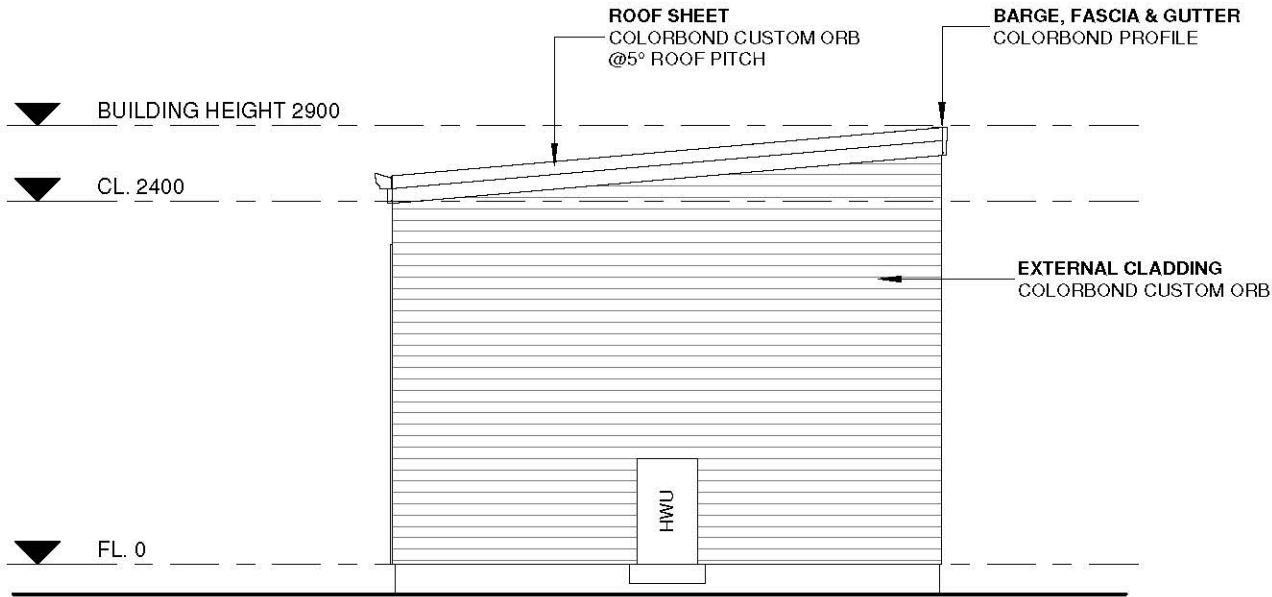 ROOF SHEET
COLORBOND CUSTOM ORB
@5° ROOF PITCH
BARGE, FASCIA & GUTTER
COLORBOND PROFILE
BUILDING HEIGHT 2900
CL. 2400
EXTERNAL CLADDING
COLORBOND CUSTOM ORB
HWU
FL. 0